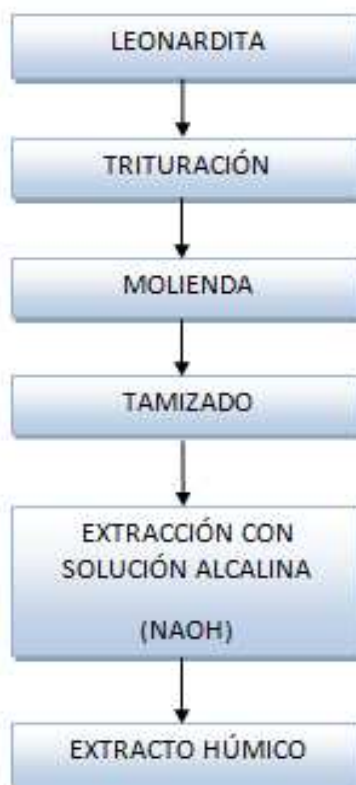 LEONARDITA
TRITURACIÓN
MOLIENDA
TAMIZADO
EXTRACCIÓN CON
SOLUCIÓN ALCALINA
(NAOH)
EXTRACTO HÚMICO